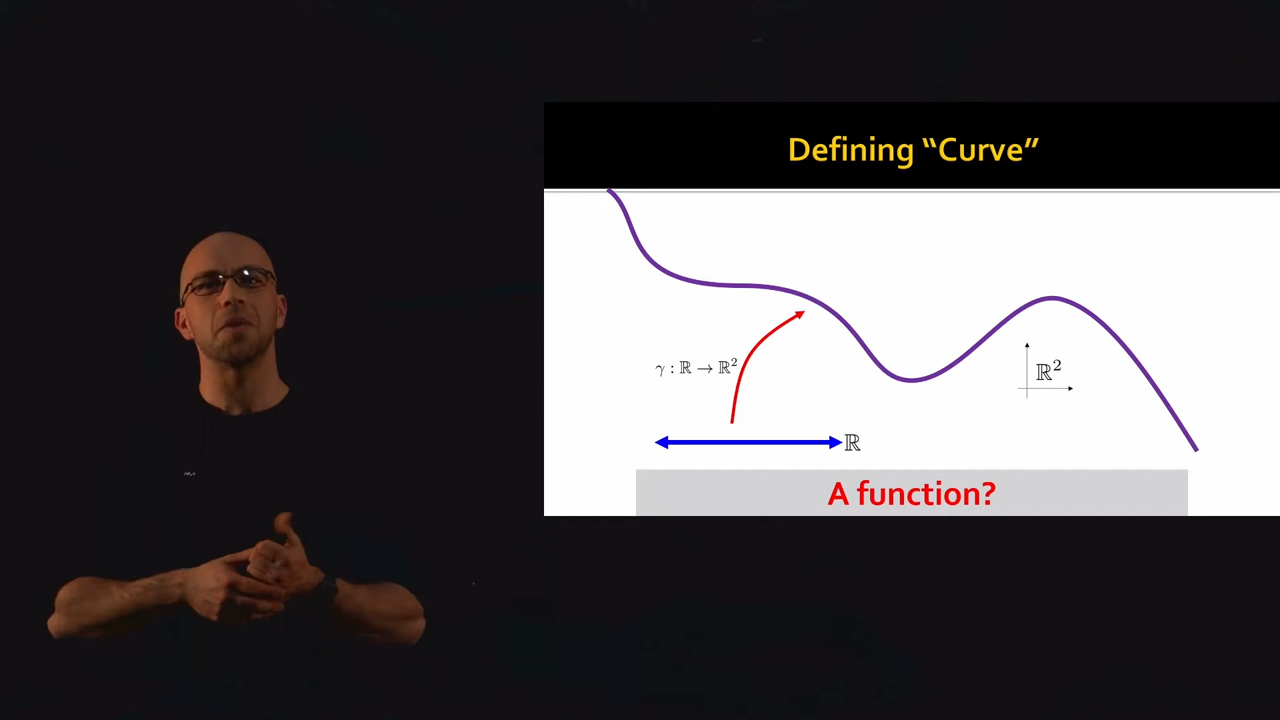 Defining “Curve”
γ : ℝ → ℝ²
ℝ²
ℝ
A function?